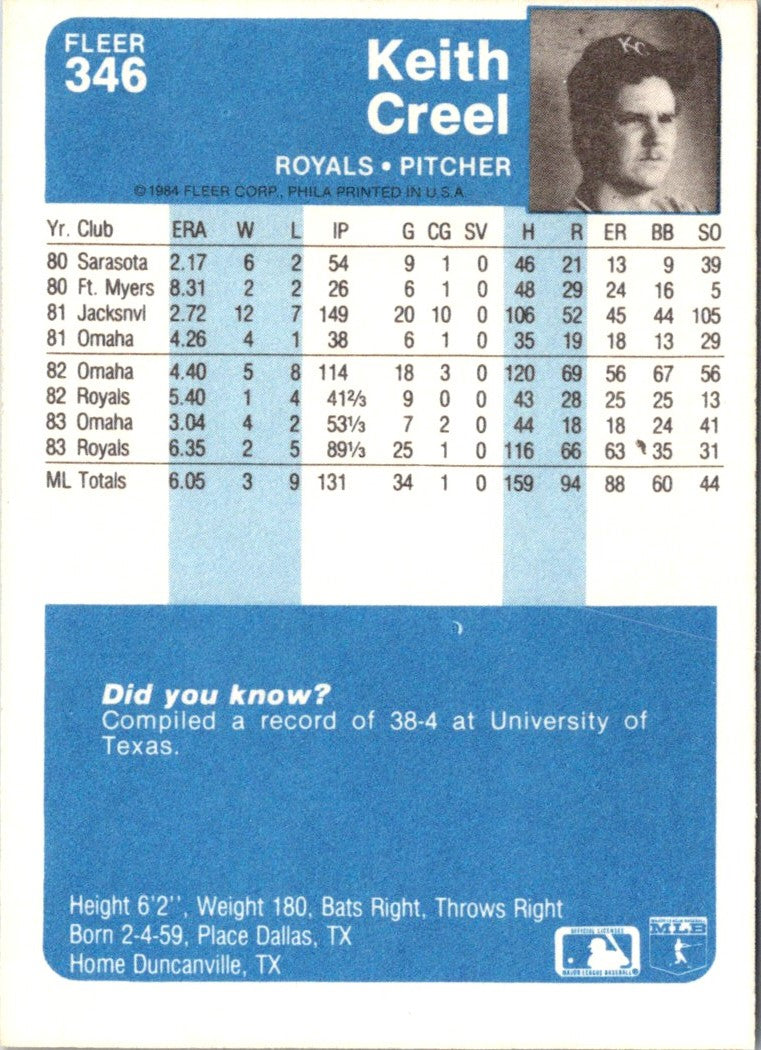 FLEER
346
Keith
Creel
ROYALS • PITCHER
© 1984 FLEER CORP., PHILA PRINTED IN U.S.A.
KC
Yr. Club ERA W L IP G CG SV H R ER BB SO
80 Sarasota 2.17 6 2 54 9 1 0 46 21 13 9 39
80 Ft. Myers 8.31 2 2 26 6 1 0 48 29 24 16 5
81 Jacksnvl 2.72 12 7 149 20 10 0 106 52 45 44 105
81 Omaha 4.26 4 1 38 6 1 0 35 19 18 13 29
82 Omaha 4.40 5 8 114 18 3 0 120 69 56 67 56
82 Royals 5.40 1 4 41⅔ 9 0 0 43 28 25 25 13
83 Omaha 3.04 4 2 53⅓ 7 2 0 44 18 18 24 41
83 Royals 6.35 2 5 89⅓ 25 1 0 116 66 63 35 31
ML Totals 6.05 3 9 131 34 1 0 159 94 88 60 44
Did you know?
Compiled a record of 38-4 at University of
Texas.
Height 6'2'', Weight 180, Bats Right, Throws Right
Born 2-4-59, Place Dallas, TX
Home Duncanville, TX
OFFICIAL LICENSEE
MAJOR LEAGUE BASEBALL®
MLB